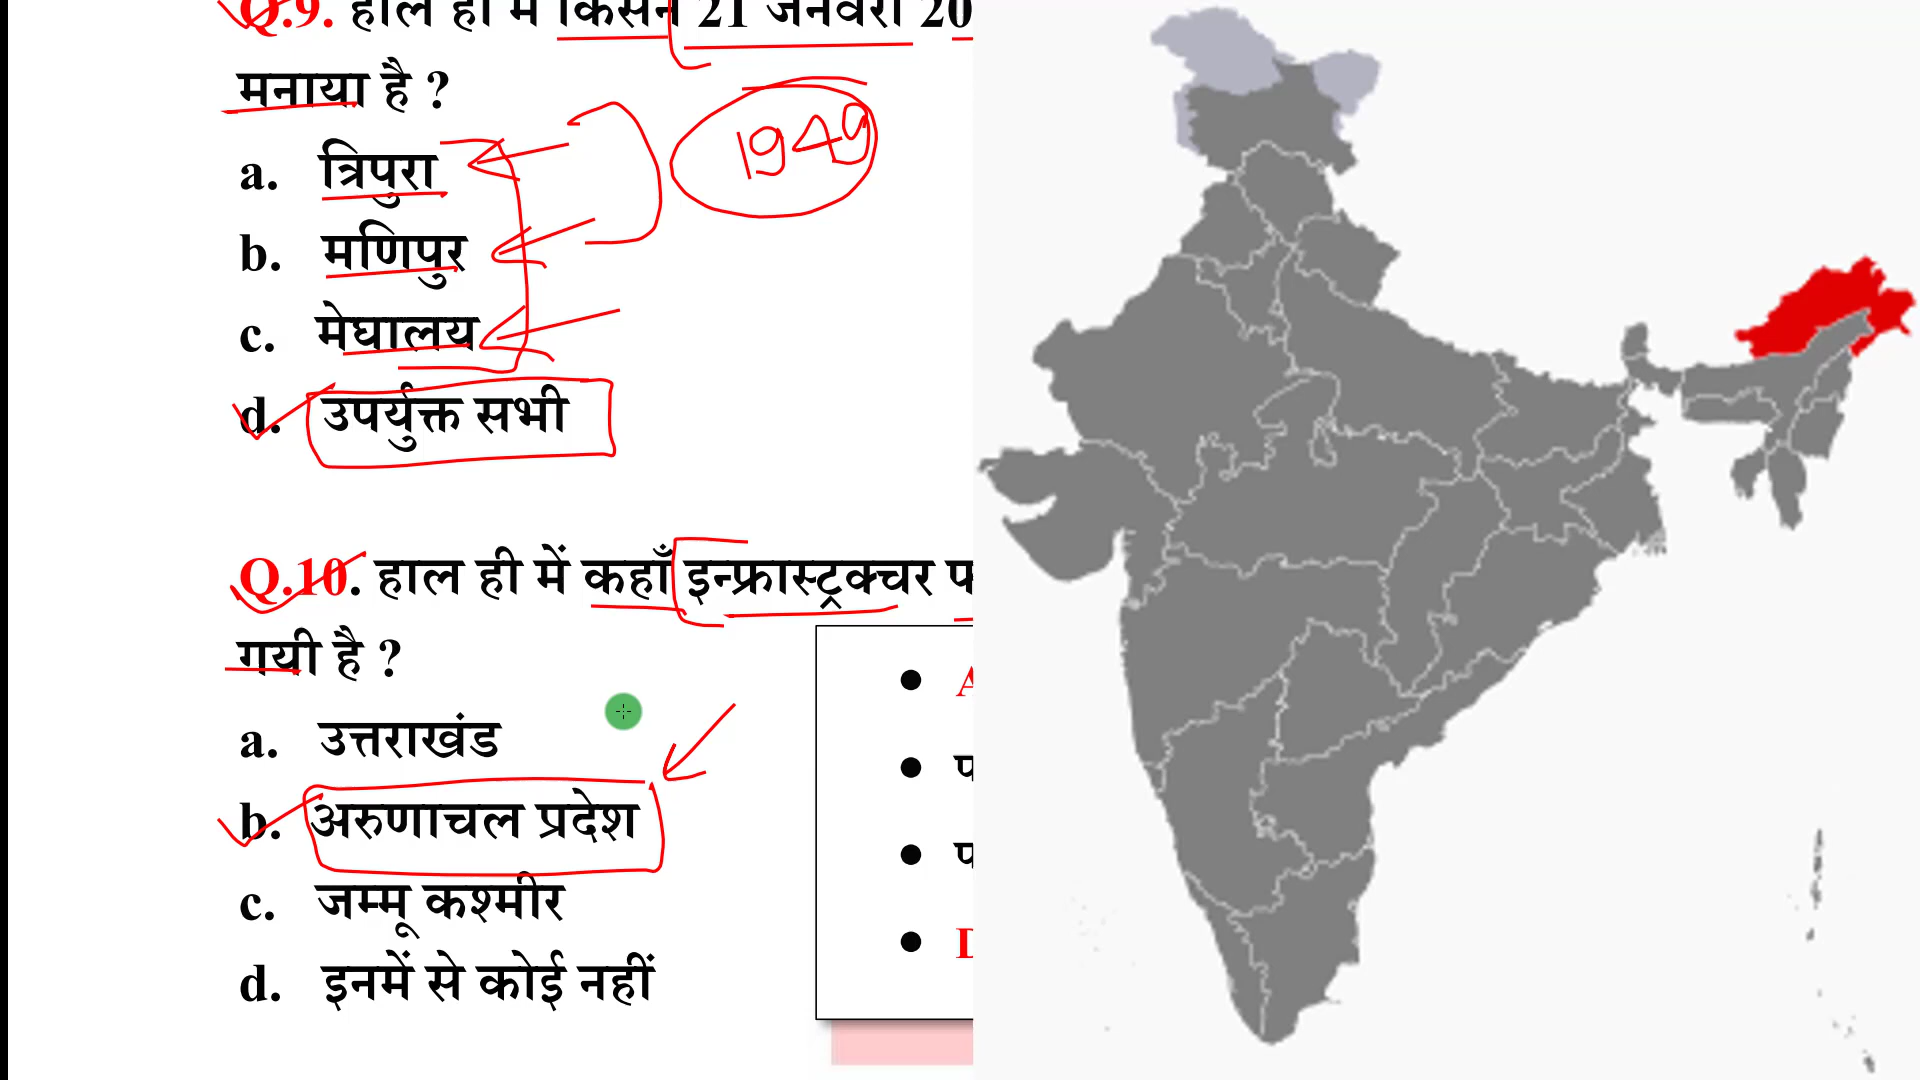 Q.9. हाल ही में किसने 21 जनवरी 20
मनाया है ?
1949
a. त्रिपुरा
b. मणिपुर
c. मेघालय
d. उपर्युक्त सभी
Q.10. हाल ही में कहाँ इन्फ्रास्ट्रक्चर
गयी है ?
a. उत्तराखंड
b. अरुणाचल प्रदेश
c. जम्मू कश्मीर
d. इनमें से कोई नहीं